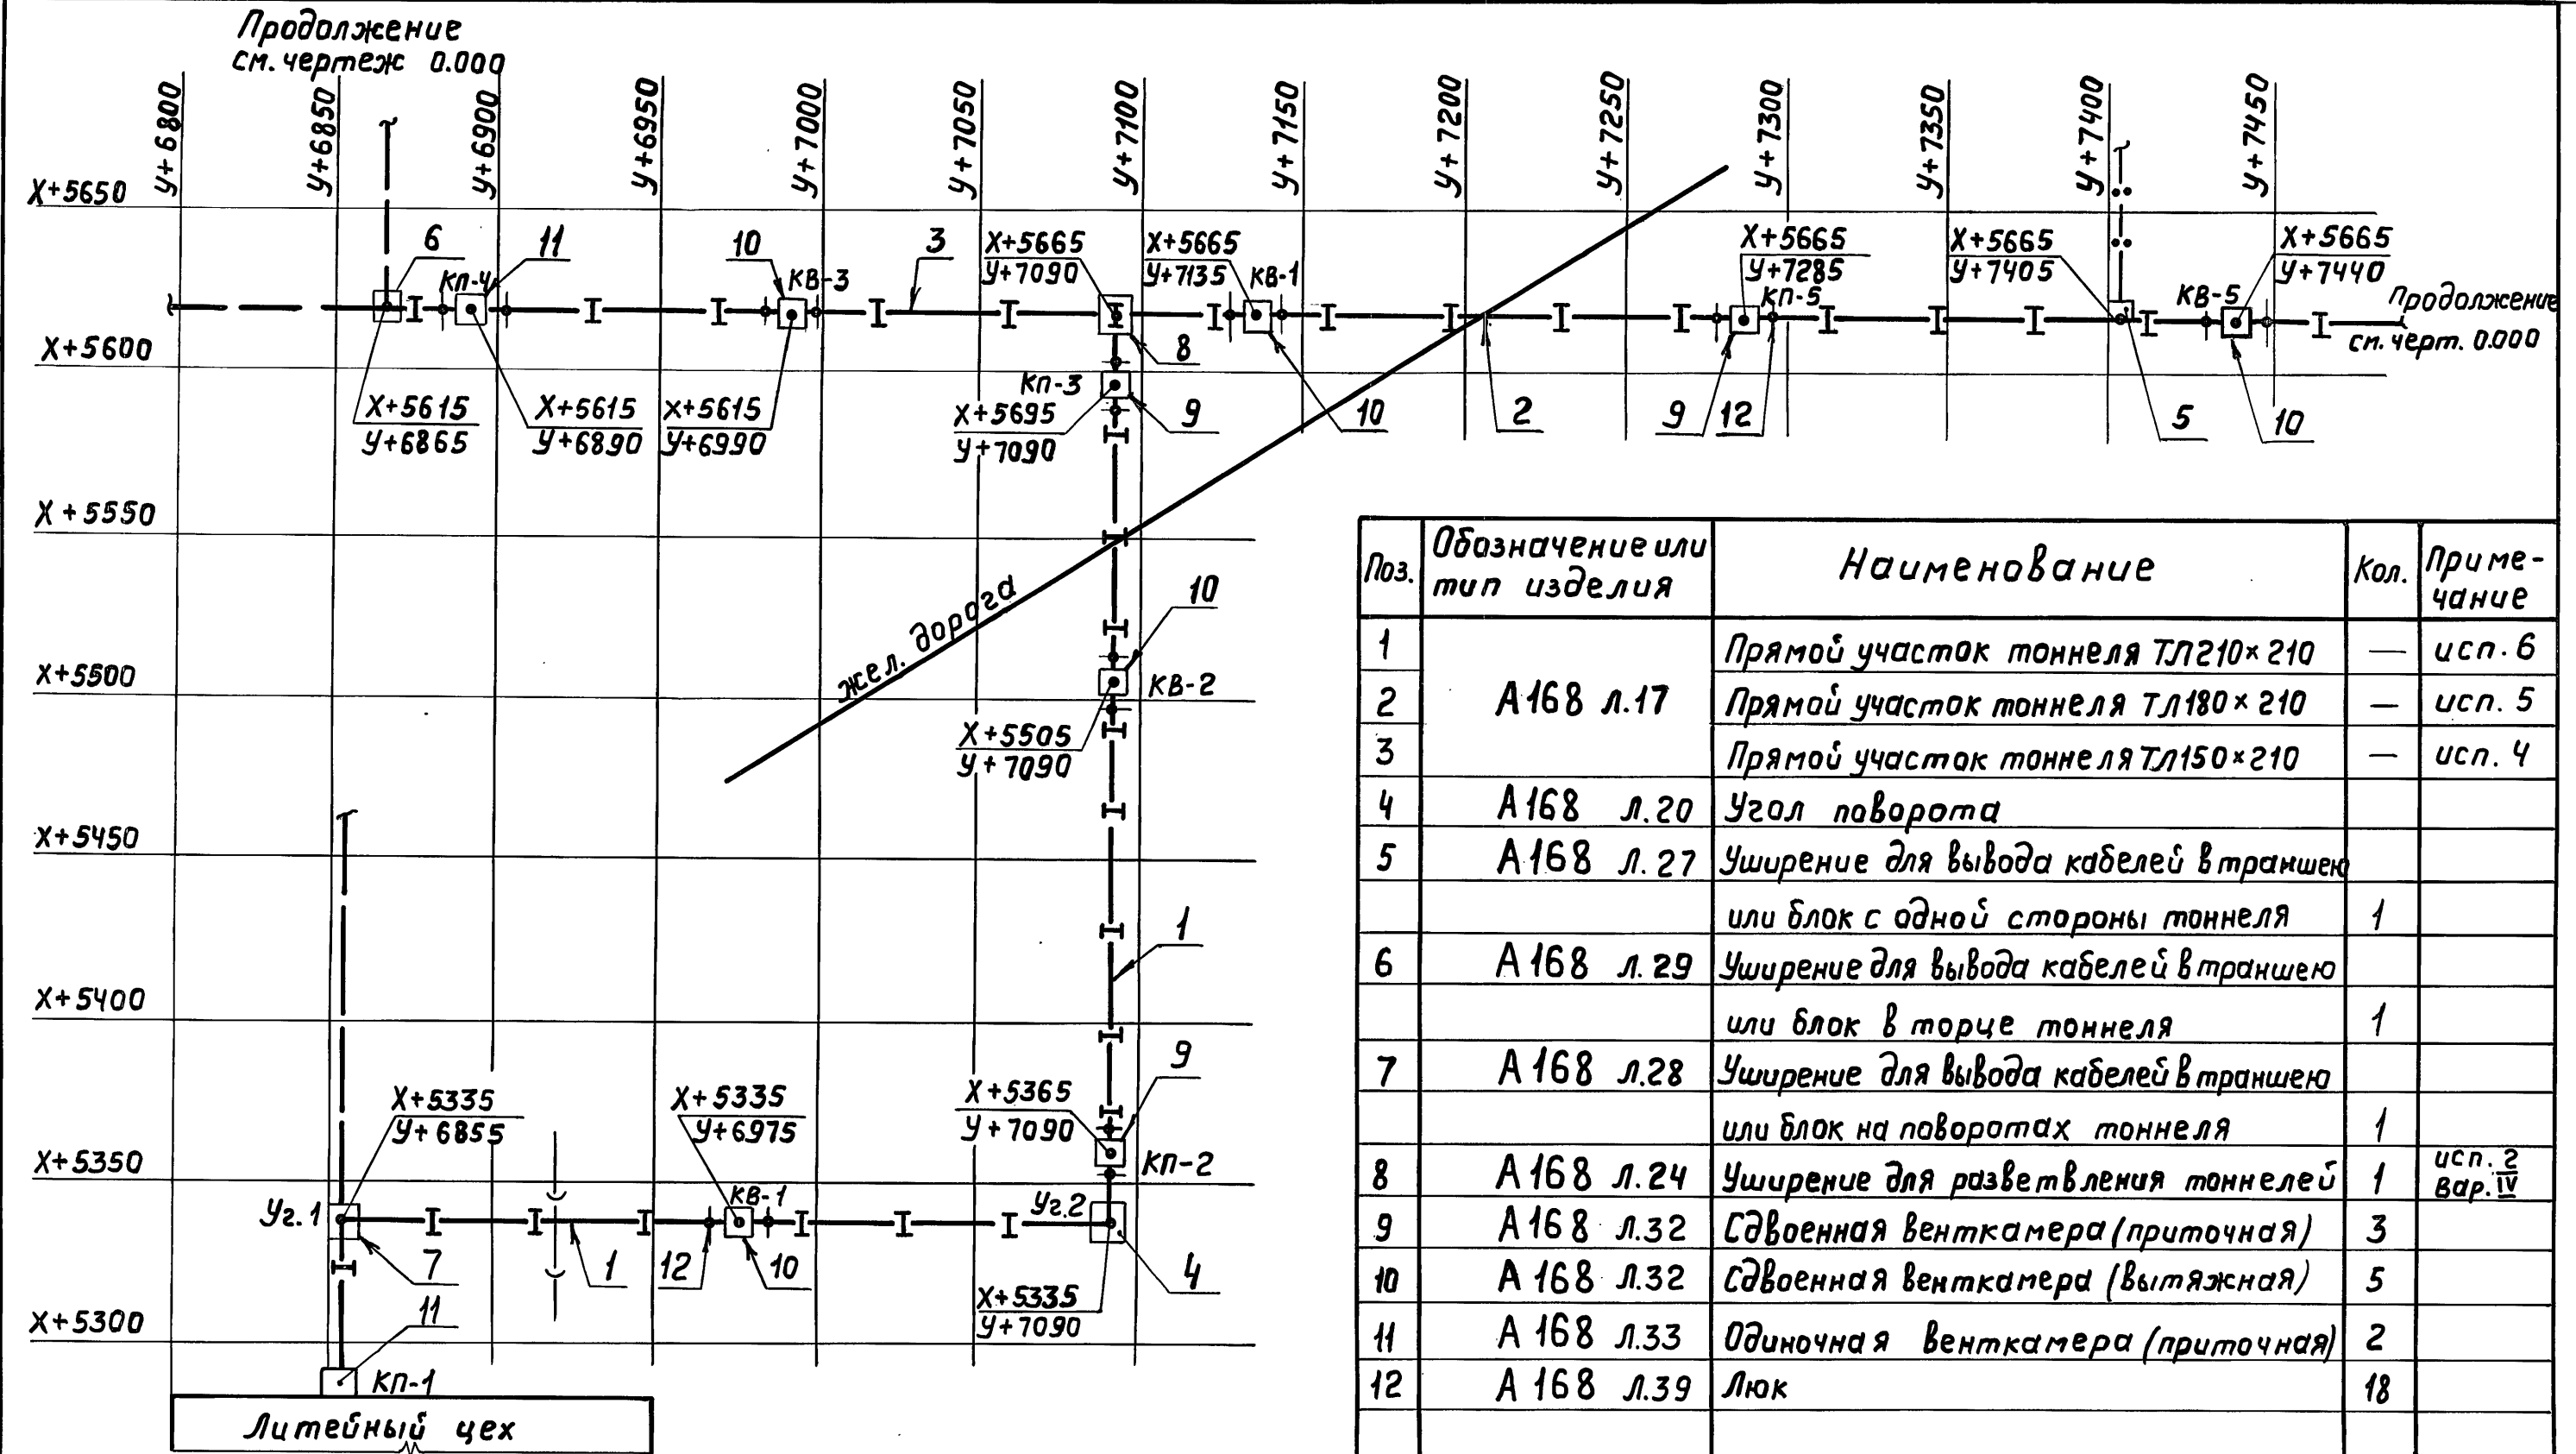 Продолжение
см. чертеж 0.000
У+6800
У+6850
У+6900
У+6950
У+7000
У+7050
У+7100
У+7150
У+7200
У+7250
У+7300
У+7350
У+7400
У+7450
Х+5650
6
КП-4
11
10
КВ-3
3
Х+5665
У+7090
Х+5665
У+7135
КВ-1
Х+5665
У+7285
КП-5
Х+5665
У+7405
КВ-5
Х+5665
У+7440
Продолжение
см. черт. 0.000
Х+5600
8
Х+5615
У+6865
Х+5615
У+6890
Х+5615
У+6990
КП-3
Х+5695
У+7090
9
10
2
9
12
5
10
Х+5550
жел. дорога
10
Х+5500
КВ-2
Х+5505
У+7090
Х+5450
1
Х+5400
9
Х+5335
У+6855
Х+5335
У+6975
Х+5365
У+7090
Х+5350
КП-2
Уг.1
КВ-1
Уг.2
7
1
12
10
4
Х+5335
У+7090
Х+5300
11
КП-1
Литейный цех
Поз. Обозначение или тип изделия Наименование Кол. Приме-
чание
1 Прямой участок тоннеля ТЛ210×210 — исп. 6
2 А168 л.17 Прямой участок тоннеля ТЛ180×210 — исп. 5
3 Прямой участок тоннеля ТЛ150×210 — исп. 4
4 А168 л.20 Угол поворота
5 А168 л.27 Уширение для вывода кабелей в траншею
или блок с одной стороны тоннеля 1
6 А168 л.29 Уширение для вывода кабелей в траншею
или блок в торце тоннеля 1
7 А168 л.28 Уширение для вывода кабелей в траншею
или блок на поворотах тоннеля 1
8 А168 л.24 Уширение для разветвления тоннелей 1 исп. 2
Вар. IV
9 А168 л.32 Сдвоенная венткамера (приточная) 3
10 А168 л.32 Сдвоенная венткамера (вытяжная) 5
11 А168 л.33 Одиночная венткамера (приточная) 2
12 А168 л.39 Люк 18